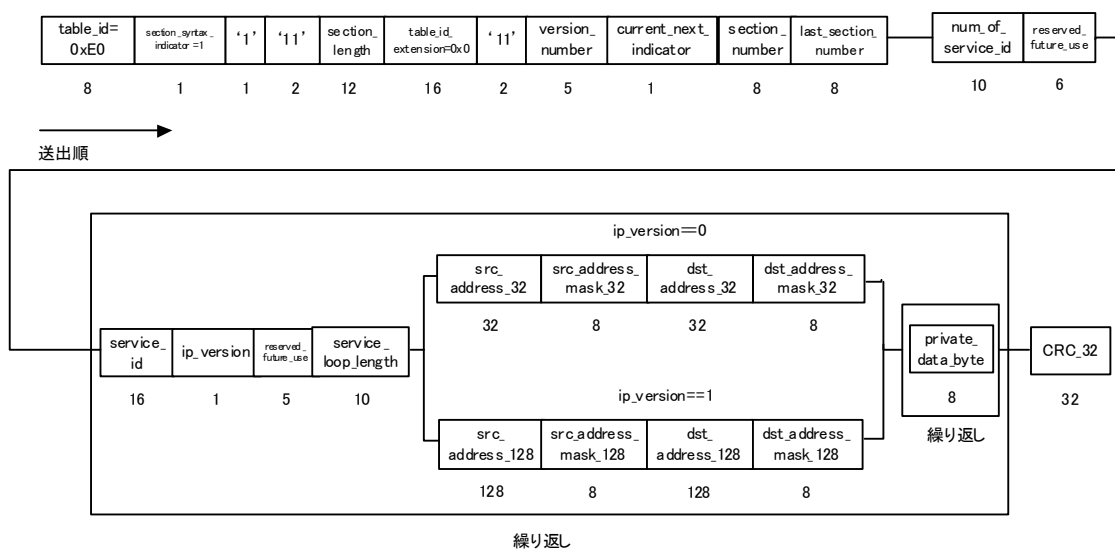 table_id= section_syntax_ '1' '11' section_ table_id_ '11' version_ current_next_ section_ last_section_ num_of_ reserved_
0xE0 indicator =1 length extension=0x0 number indicator number number service_id future_use
8 1 1 2 12 16 2 5 1 8 8 10 6
送出順
ip_version==0
src_ src_address_ dst_ dst_address_
address_32 mask_32 address_32 mask_32
32 8 32 8
service_ ip_version reserved_ service_ private_ CRC_32
id future_use loop_length data_byte
16 1 5 10 8 32
ip_version==1
繰り返し
src_ src_address_ dst_ dst_address_
address_128 mask_128 address_128 mask_128
128 8 128 8
繰り返し